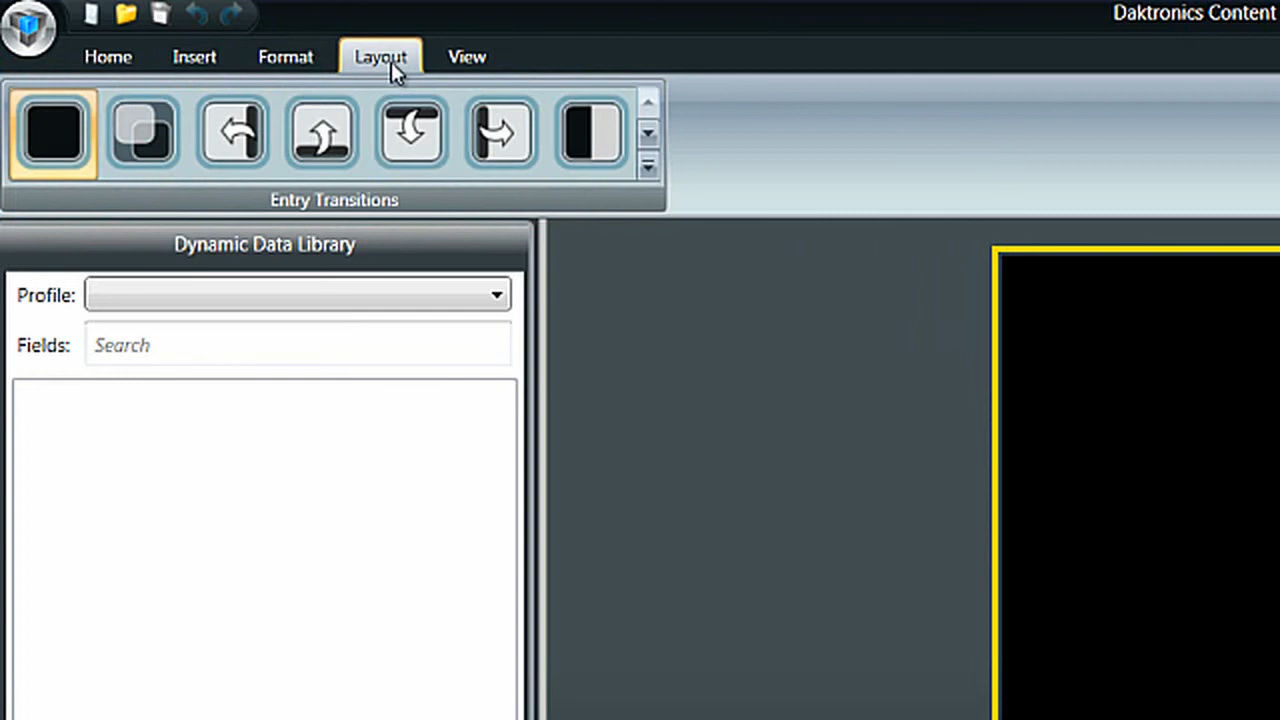 Daktronics Content
Home Insert Format Layout View
Entry Transitions
Dynamic Data Library
Profile:
Fields: Search